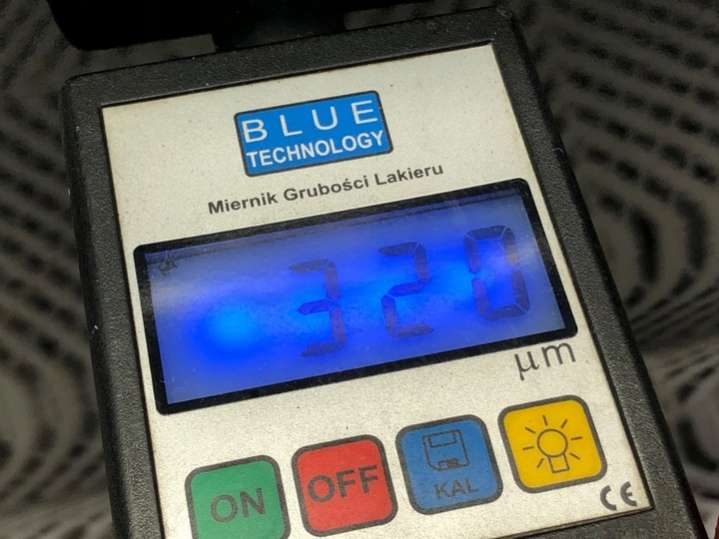 BLUE
TECHNOLOGY
Miernik Grubości Lakieru
320
µm
ON
OFF
KAL
CE